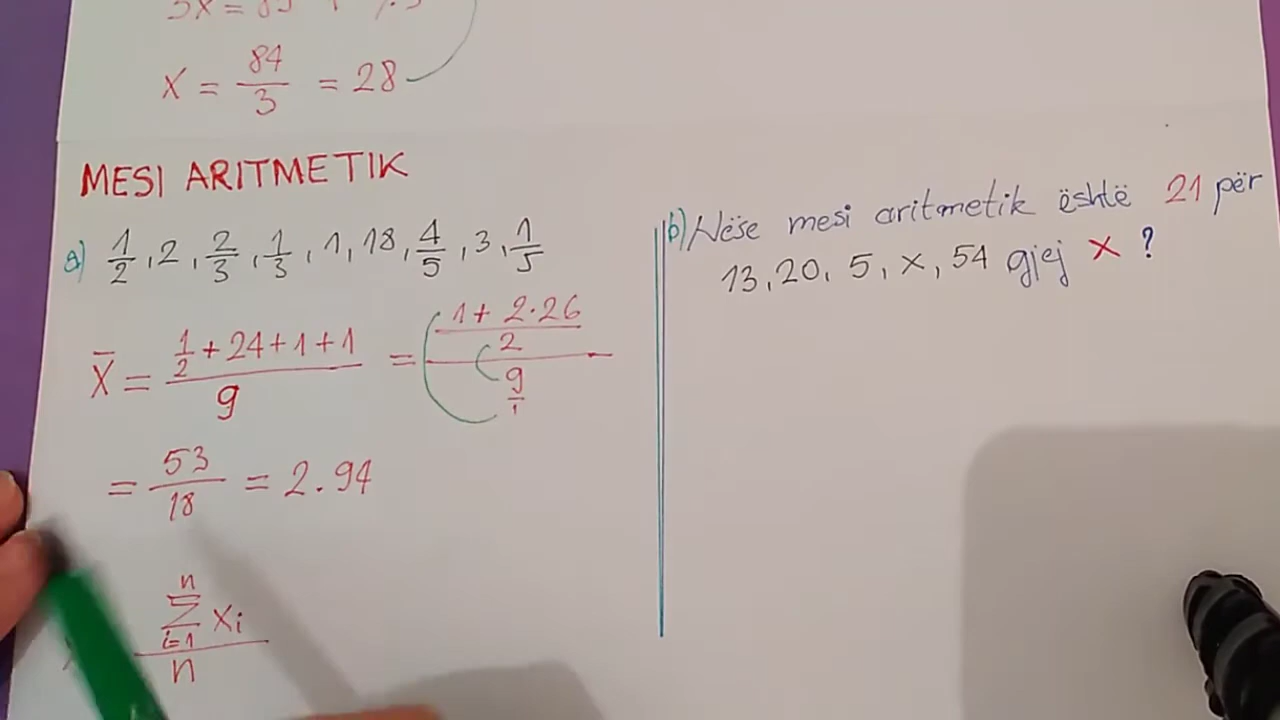 X = 84/3 = 28
MESI ARITMETIK
a) 1/2, 2, 2/3, 1/3, 1, 18, 4/5, 3, 1/5
X̄ = (1/2 + 24 + 1 + 1)/9 = ((1 + 2·26)/2)/(9/1)
= 53/18 = 2.94
∑ i=1 n xi / n
b) Nëse mesi aritmetik është 21 për
13, 20, 5, x, 54 gjej x ?